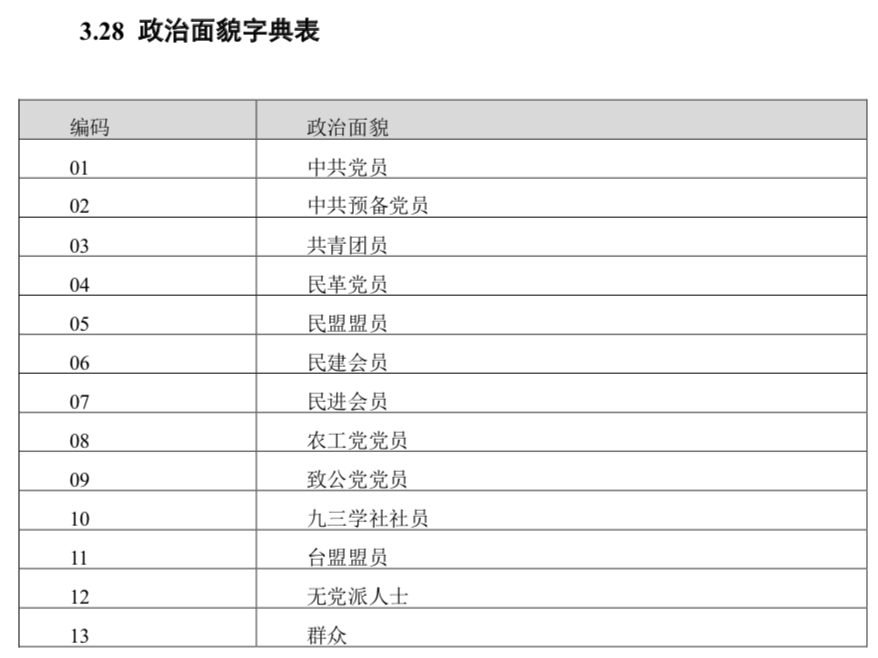 3.28 政治面貌字典表
编码 政治面貌
01 中共党员
02 中共预备党员
03 共青团员
04 民革党员
05 民盟盟员
06 民建会员
07 民进会员
08 农工党党员
09 致公党党员
10 九三学社社员
11 台盟盟员
12 无党派人士
13 群众